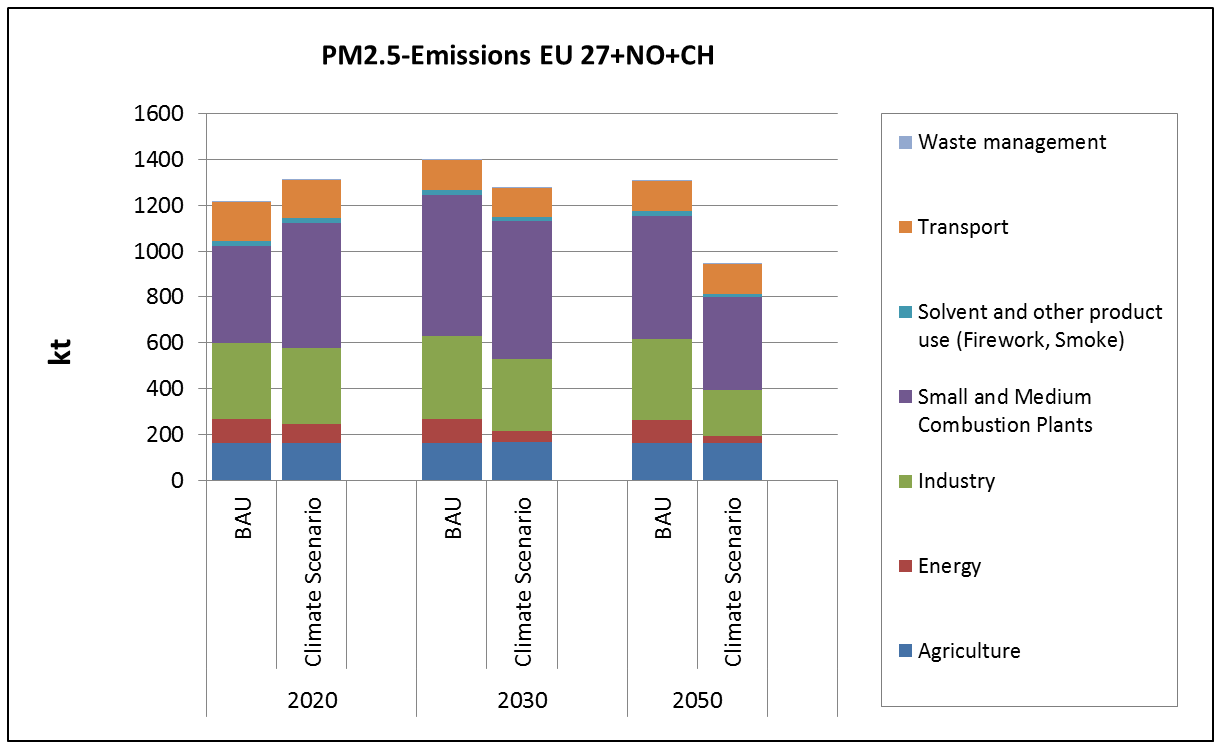 PM2.5-Emissions EU 27+NO+CH
kt
1600
1400
1200
1000
800
600
400
200
0
BAU
Climate Scenario
BAU
Climate Scenario
BAU
Climate Scenario
2020
2030
2050
Waste management
Transport
Solvent and other product
use (Firework, Smoke)
Small and Medium
Combustion Plants
Industry
Energy
Agriculture